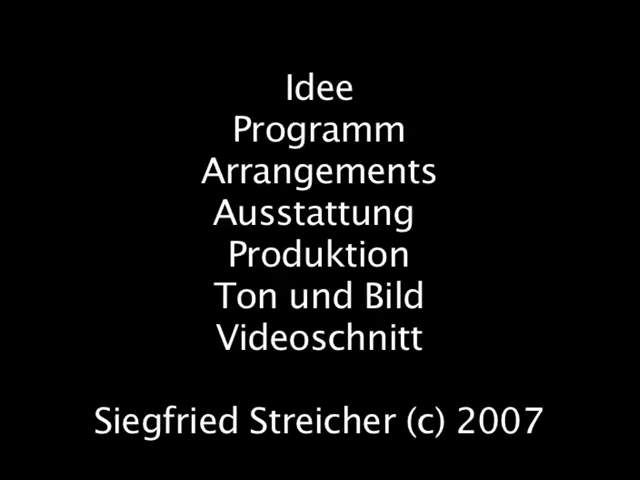 Idee
Programm
Arrangements
Ausstattung
Produktion
Ton und Bild
Videoschnitt
Siegfried Streicher (c) 2007